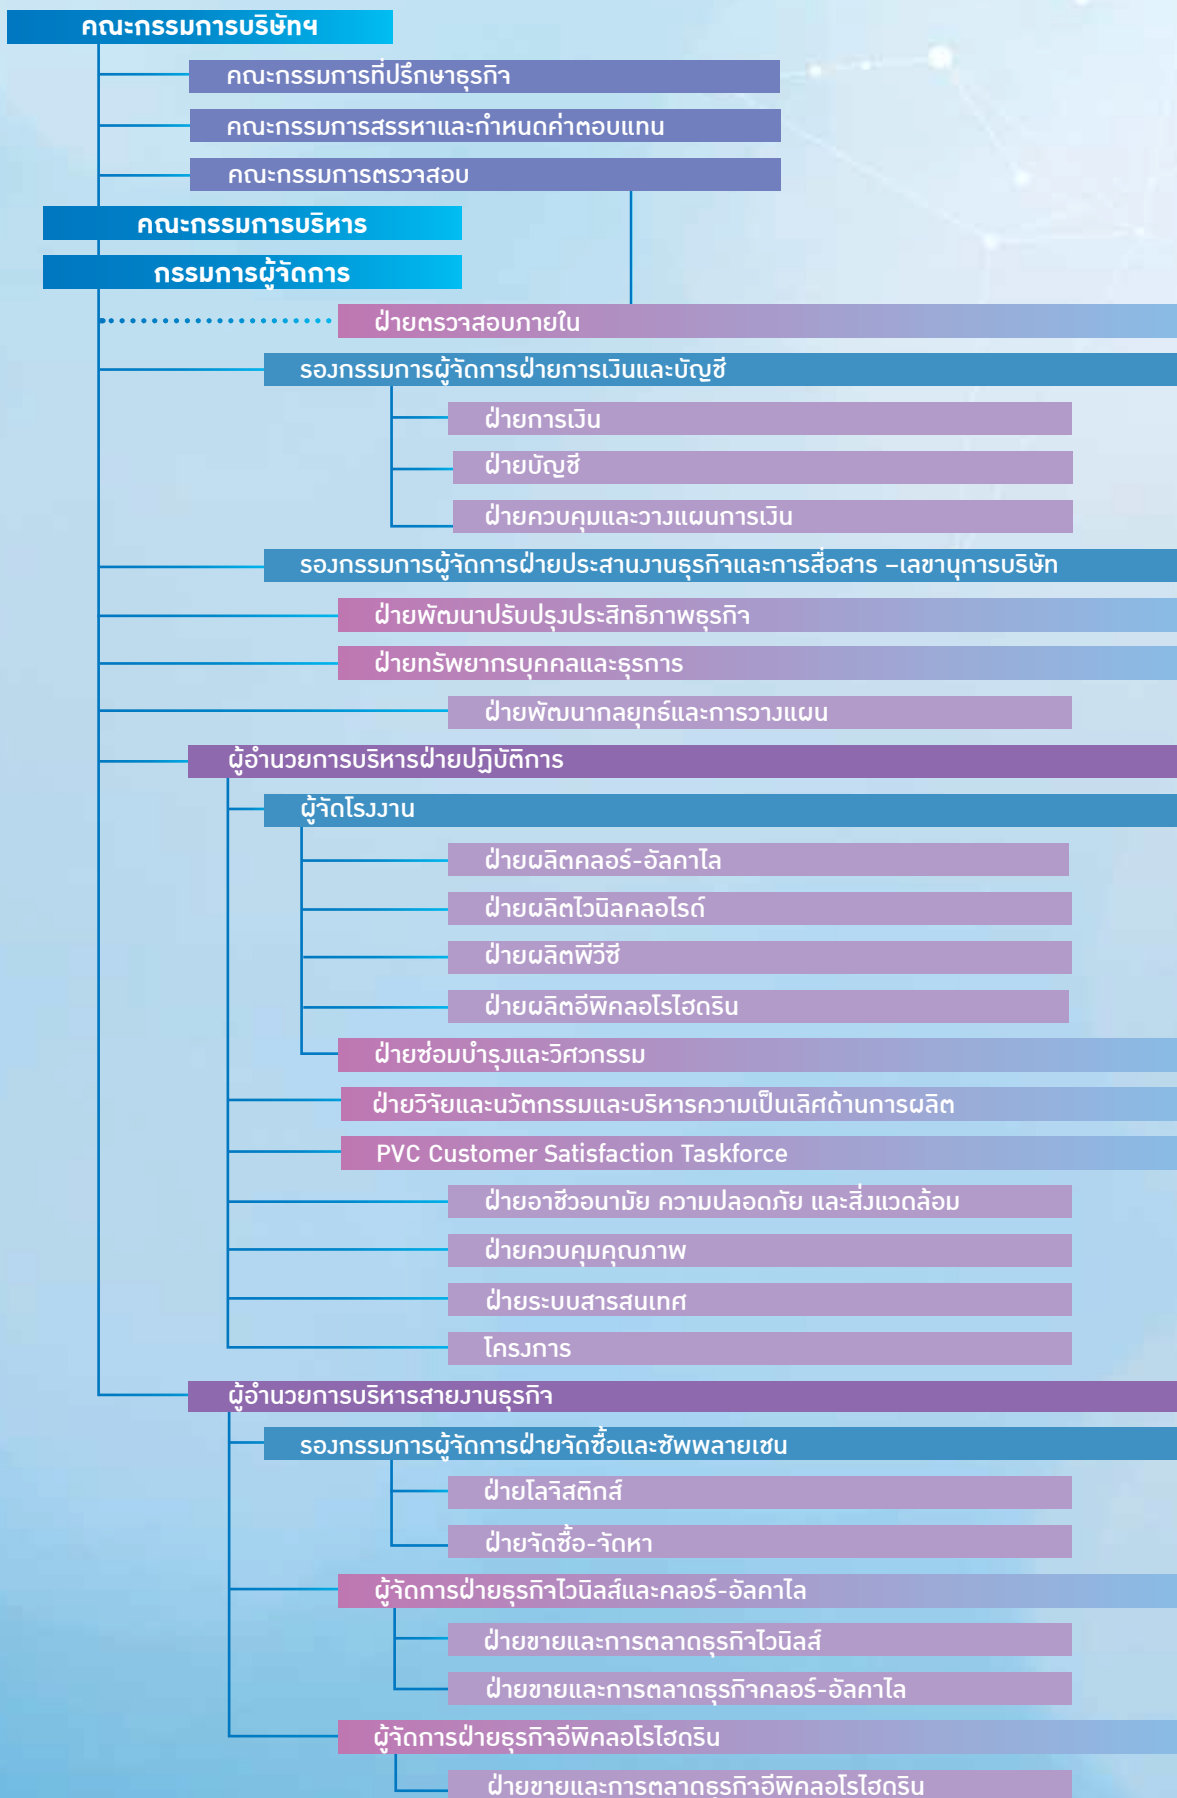 คณะกรรมการบริษัทฯ
คณะกรรมการที่ปรึกษาธุรกิจ
คณะกรรมการสรรหาและกำหนดค่าตอบแทน
คณะกรรมการตรวจสอบ
คณะกรรมการบริหาร
กรรมการผู้จัดการ
ฝ่ายตรวจสอบภายใน
รองกรรมการผู้จัดการฝ่ายการเงินและบัญชี
ฝ่ายการเงิน
ฝ่ายบัญชี
ฝ่ายควบคุมและวางแผนการเงิน
รองกรรมการผู้จัดการฝ่ายประสานงานธุรกิจและการสื่อสาร –เลขานุการบริษัท
ฝ่ายพัฒนาปรับปรุงประสิทธิภาพธุรกิจ
ฝ่ายทรัพยากรบุคคลและธุรการ
ฝ่ายพัฒนากลยุทธ์และการวางแผน
ผู้อำนวยการบริหารฝ่ายปฏิบัติการ
ผู้จัดโรงงาน
ฝ่ายผลิตคลอร์-อัลคาไล
ฝ่ายผลิตไวนิลคลอไรด์
ฝ่ายผลิตพีวีซี
ฝ่ายผลิตอีพิคลอโรไฮดริน
ฝ่ายซ่อมบำรุงและวิศวกรรม
ฝ่ายวิจัยและนวัตกรรมและบริหารความเป็นเลิศด้านการผลิต
PVC Customer Satisfaction Taskforce
ฝ่ายอาชีวอนามัย ความปลอดภัย และสิ่งแวดล้อม
ฝ่ายควบคุมคุณภาพ
ฝ่ายระบบสารสนเทศ
โครงการ
ผู้อำนวยการบริหารสายงานธุรกิจ
รองกรรมการผู้จัดการฝ่ายจัดซื้อและซัพพลายเชน
ฝ่ายโลจิสติกส์
ฝ่ายจัดซื้อ-จัดหา
ผู้จัดการฝ่ายธุรกิจไวนิลส์และคลอร์-อัลคาไล
ฝ่ายขายและการตลาดธุรกิจไวนิลส์
ฝ่ายขายและการตลาดธุรกิจคลอร์-อัลคาไล
ผู้จัดการฝ่ายธุรกิจอีพิคลอโรไฮดริน
ฝ่ายขายและการตลาดธุรกิจอีพิคลอโรไฮดริน